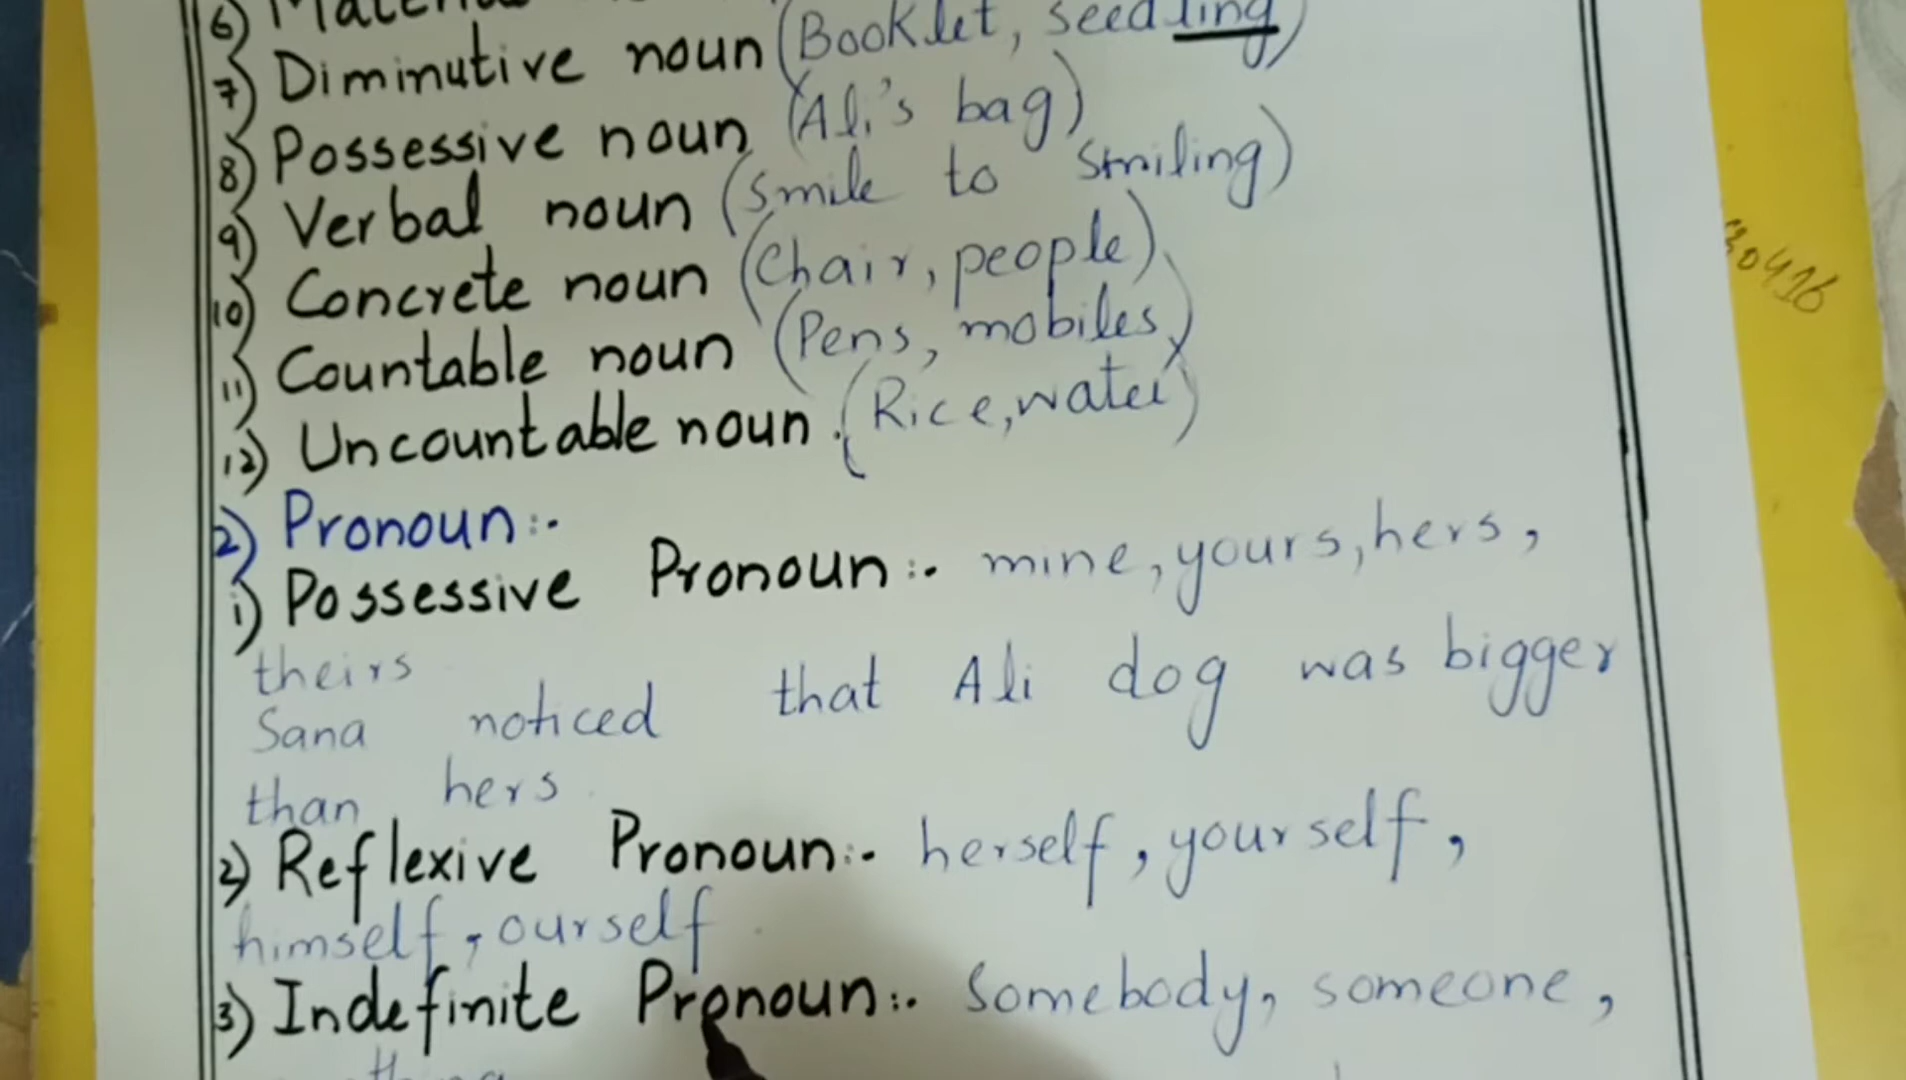 6) Material
7) Diminutive noun (Booklet, seedling)
8) Possessive noun (Ali's bag)
9) Verbal noun (smile to smiling)
10) Concrete noun (Chair, people)
11) Countable noun (Pens, mobiles)
12) Uncountable noun. (Rice, water)
2) Pronoun:-
1) Possessive Pronoun:- mine, yours, hers,
theirs
Sana noticed that Ali dog was bigger
than hers
2) Reflexive Pronoun:- herself, yourself,
himself, ourself
3) Indefinite Pronoun:- Somebody, someone,
30416